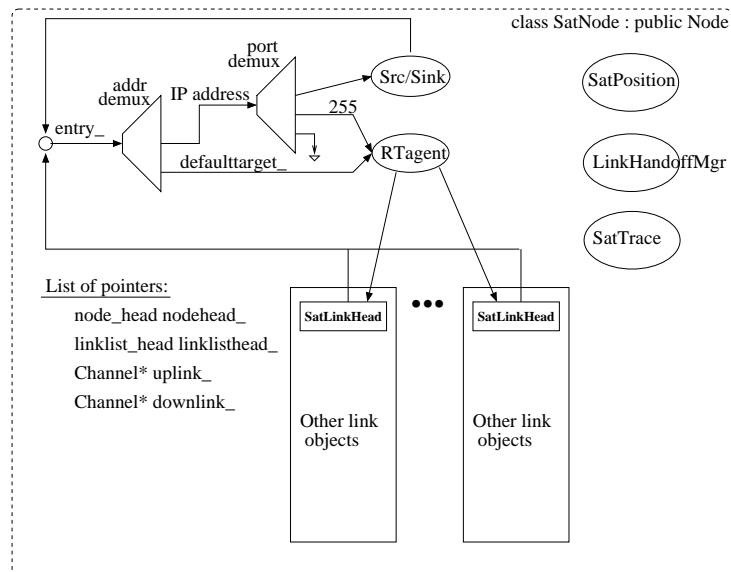 class SatNode : public Node
port
demux
addr
demux
IP address
Src/Sink
SatPosition
255
entry_
defaulttarget_
RTagent
LinkHandoffMgr
SatTrace
List of pointers:
node_head nodehead_
linklist_head linklisthead_
Channel* uplink_
Channel* downlink_
SatLinkHead
SatLinkHead
Other link
objects
Other link
objects